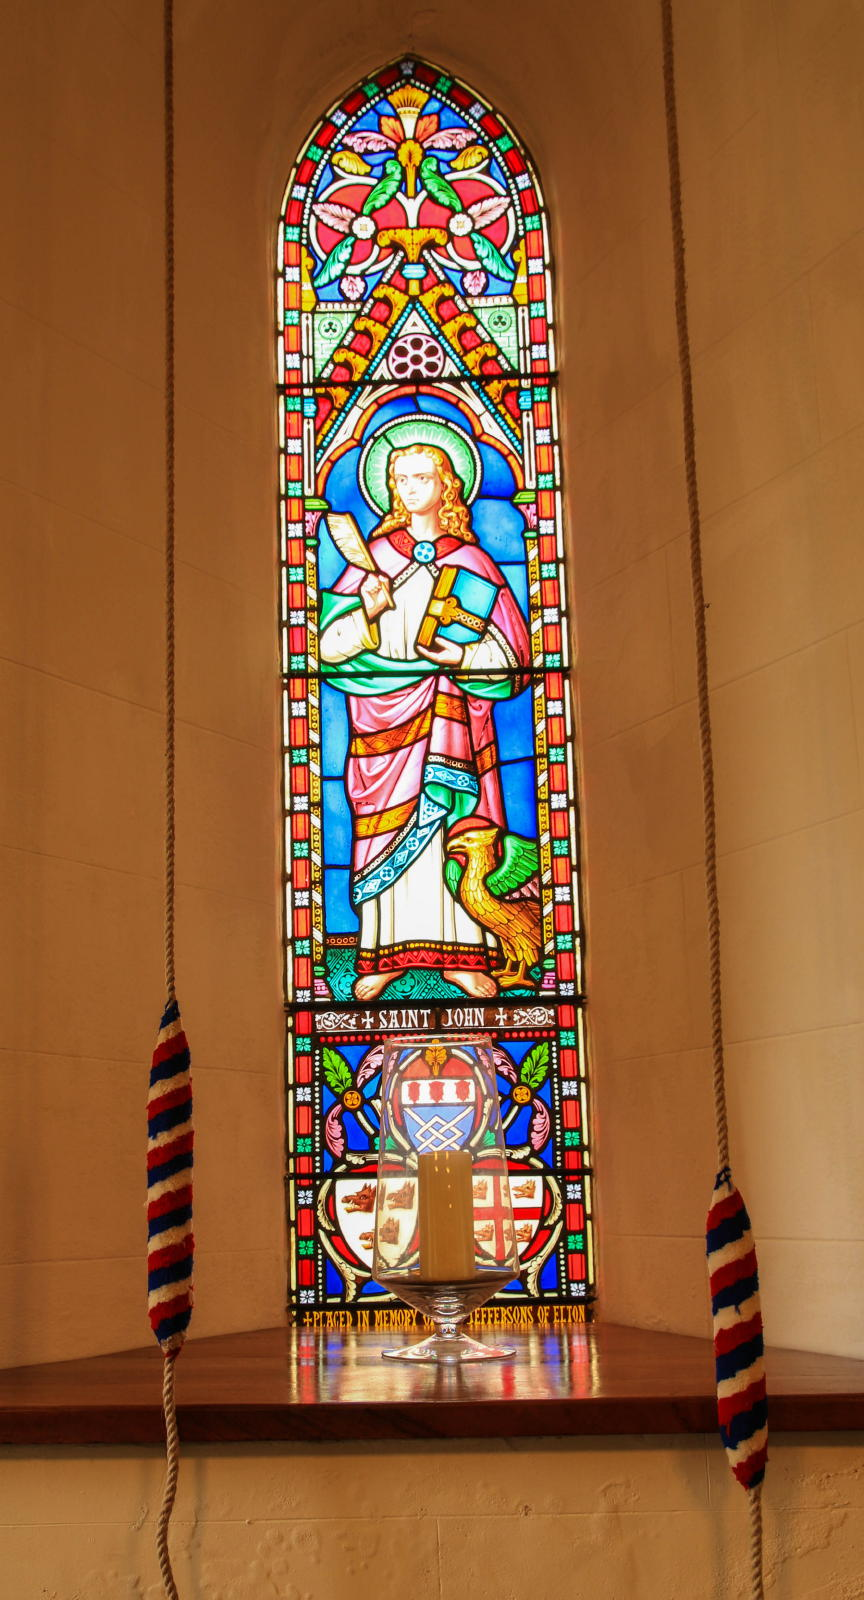 ✝ SAINT JOHN ✝
✝ PLACED IN MEMORY JEFFERSONS OF ELTON